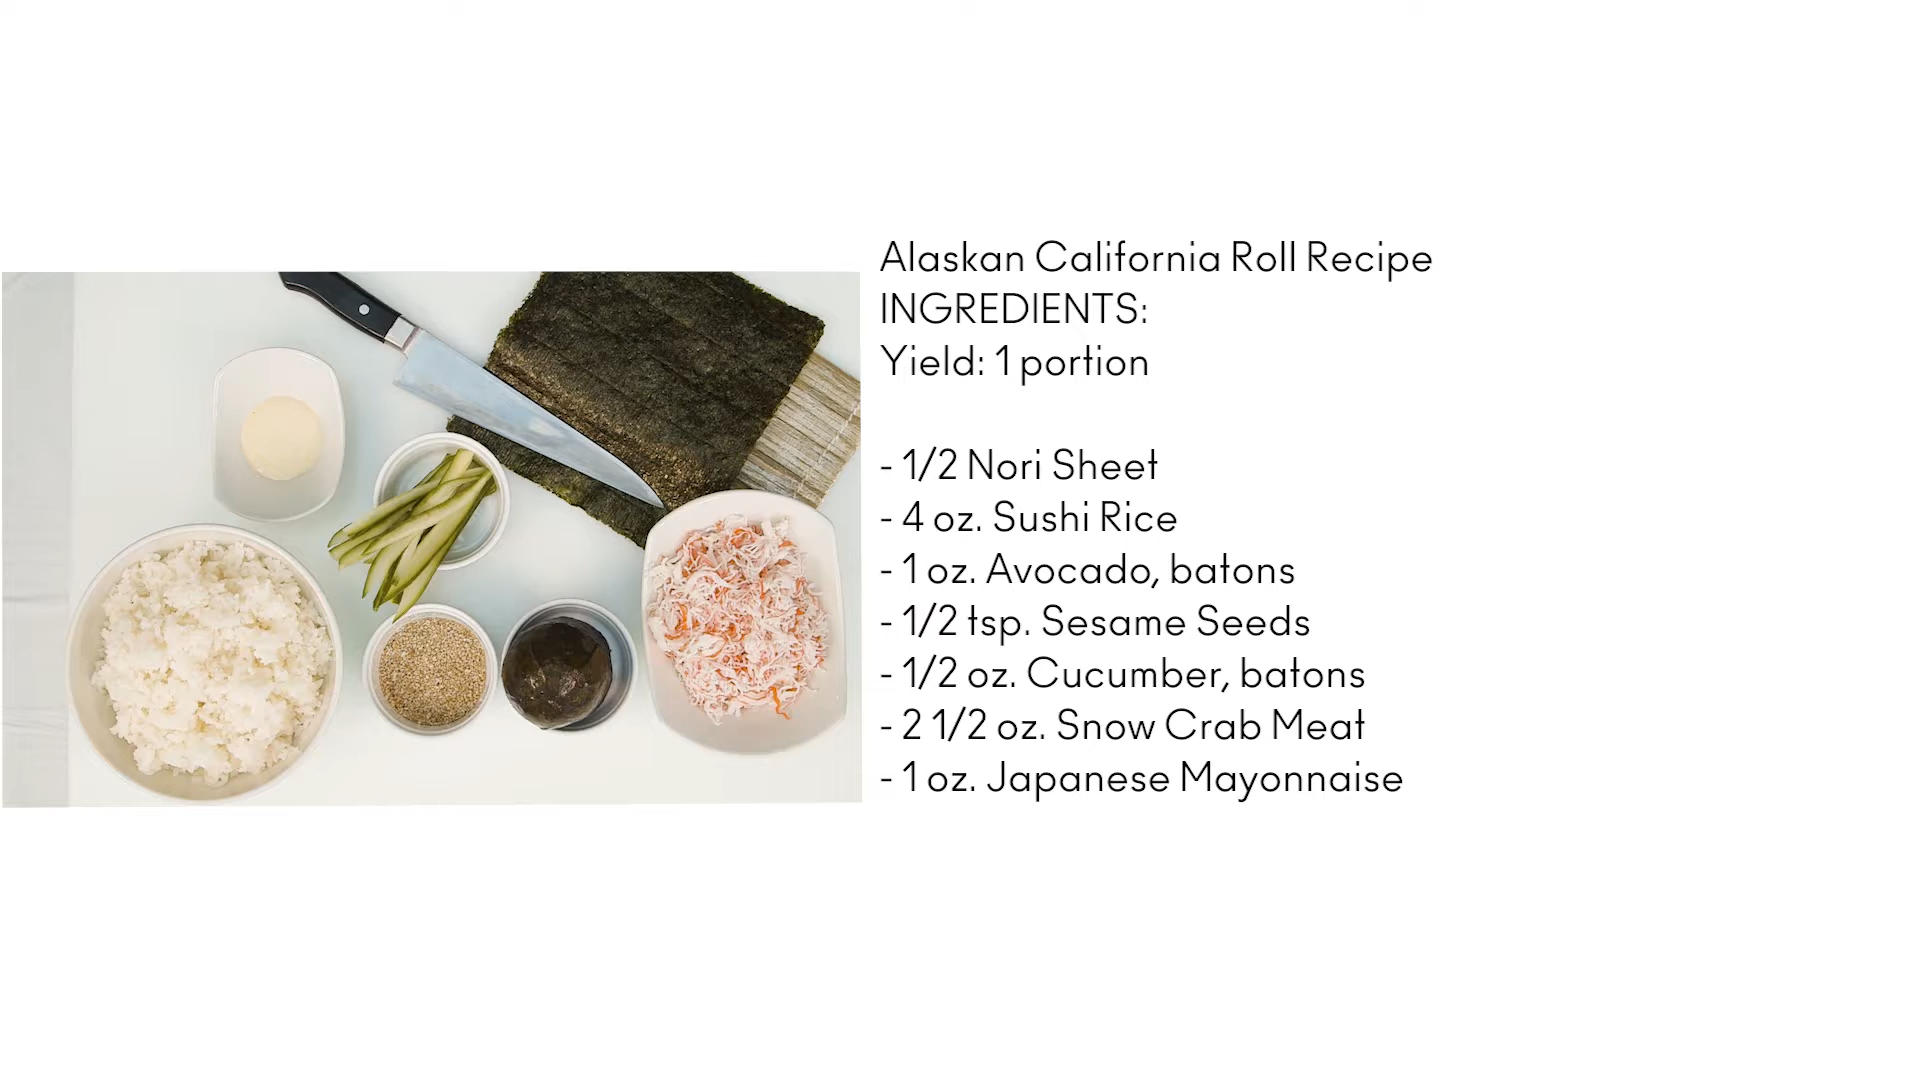 Alaskan California Roll Recipe
INGREDIENTS:
Yield: 1 portion
- 1/2 Nori Sheet
- 4 oz. Sushi Rice
- 1 oz. Avocado, batons
- 1/2 tsp. Sesame Seeds
- 1/2 oz. Cucumber, batons
- 2 1/2 oz. Snow Crab Meat
- 1 oz. Japanese Mayonnaise